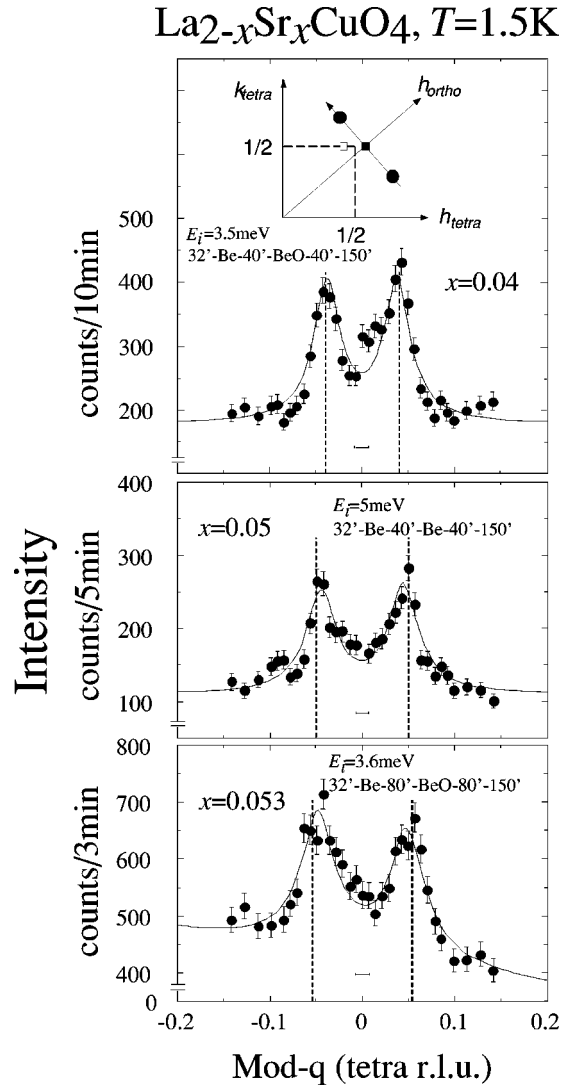 La2-xSrxCuO4, T=1.5K
ktetra
hortho
1/2
1/2
htetra
Ei=3.5meV
32'-Be-40'-BeO-40'-150'
x=0.04
500
400
300
200
counts/10min
Ei=5meV
32'-Be-40'-Be-40'-150'
x=0.05
400
300
200
100
counts/5min
Intensity
Ei=3.6meV
32'-Be-80'-BeO-80'-150'
x=0.053
800
700
600
500
400
0
counts/3min
-0.2 -0.1 0 0.1 0.2
Mod-q (tetra r.l.u.)